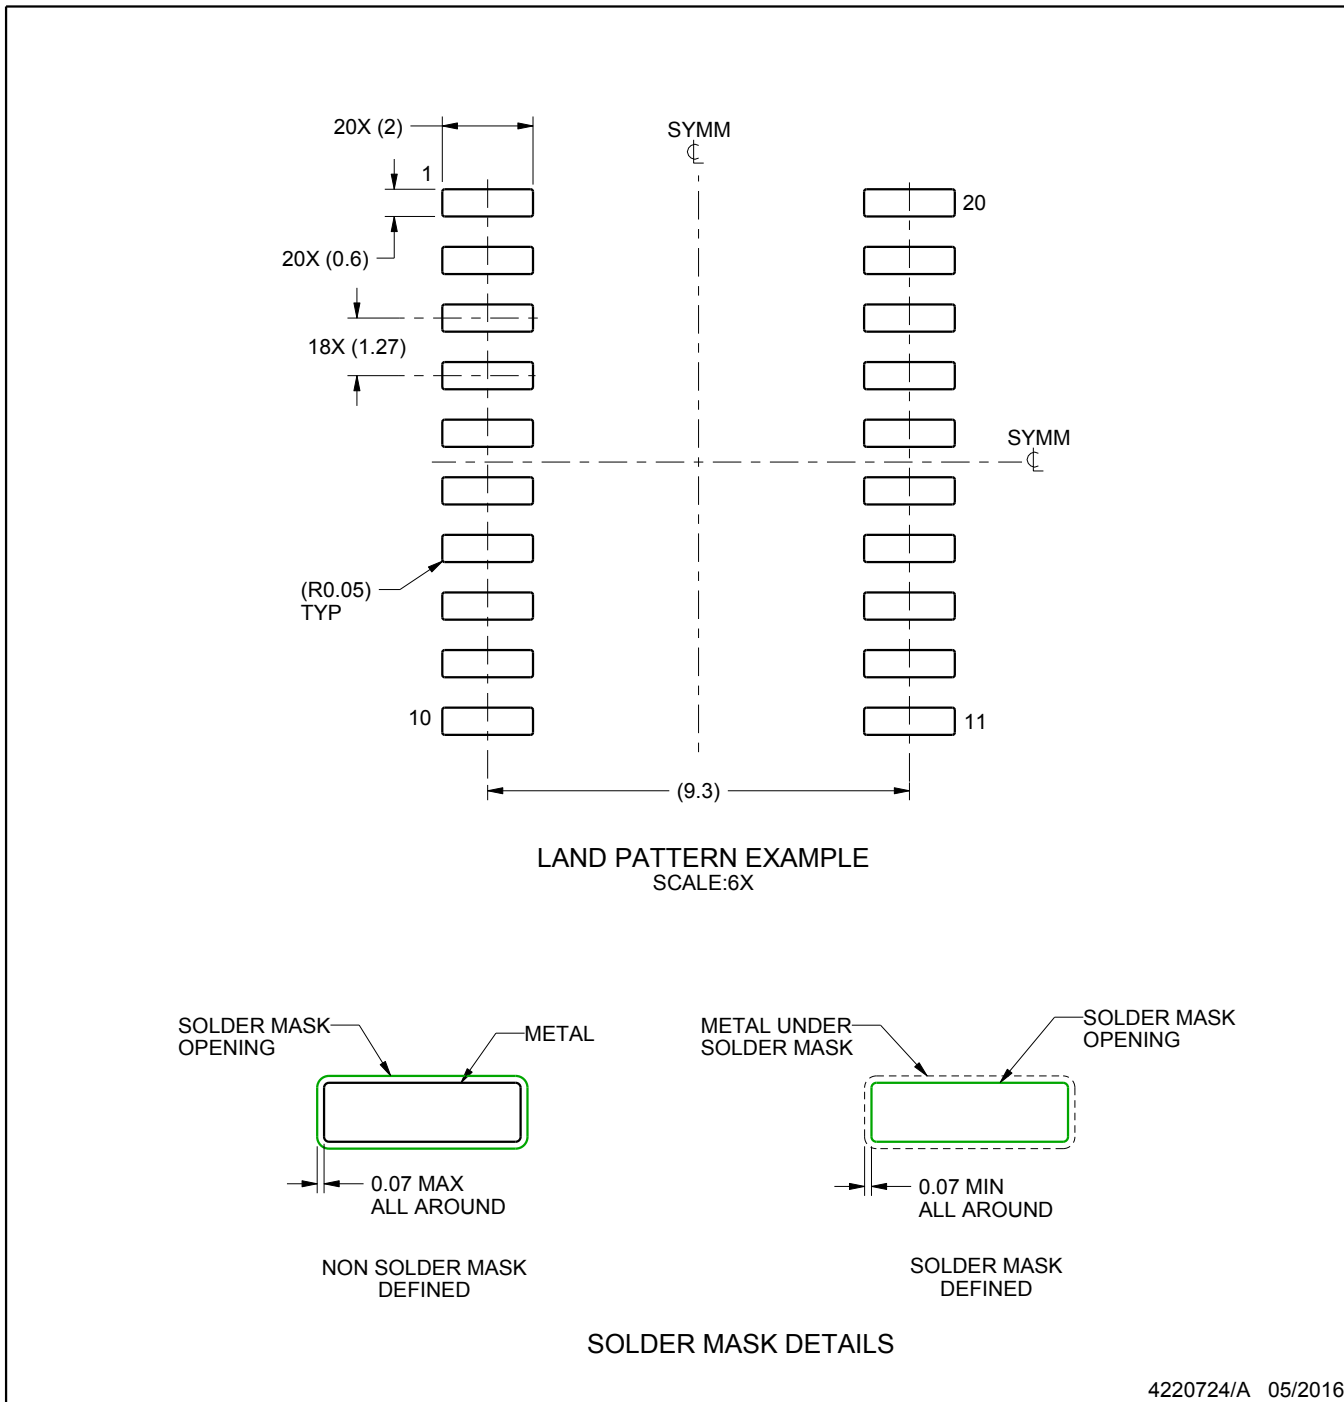 20X (2)
SYMM
1
20
20X (0.6)
18X (1.27)
SYMM
(R0.05)
TYP
10
11
(9.3)
LAND PATTERN EXAMPLE
SCALE:6X
SOLDER MASK
OPENING
METAL
METAL UNDER
SOLDER MASK
SOLDER MASK
OPENING
0.07 MAX
ALL AROUND
0.07 MIN
ALL AROUND
NON SOLDER MASK
DEFINED
SOLDER MASK
DEFINED
SOLDER MASK DETAILS
4220724/A 05/2016